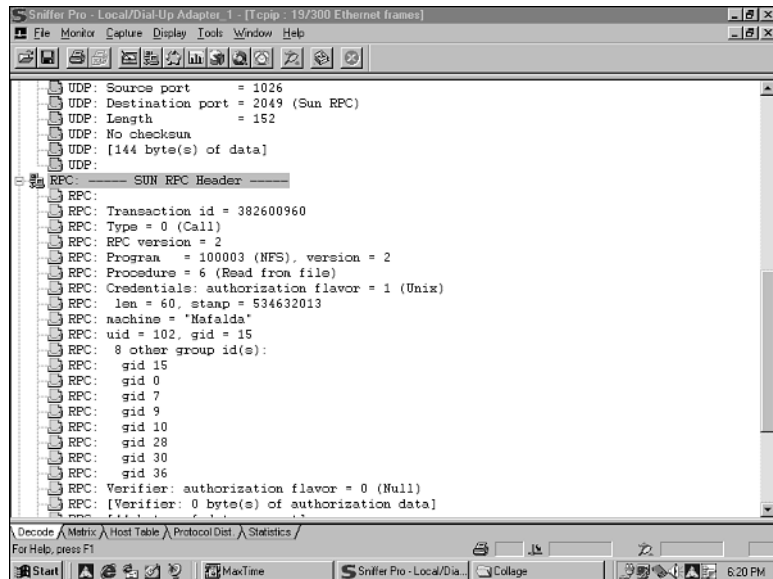 Sniffer Pro - Local/Dial-Up Adapter_1 - [Tcpip : 19/300 Ethernet frames]
File Monitor Capture Display Tools Window Help
UDP: Source port = 1026
UDP: Destination port = 2049 (Sun RPC)
UDP: Length = 152
UDP: No checksum
UDP: [144 byte(s) of data]
UDP:
RPC: ----- SUN RPC Header -----
RPC:
RPC: Transaction id = 382600960
RPC: Type = 0 (Call)
RPC: RPC version = 2
RPC: Program = 100003 (NFS), version = 2
RPC: Procedure = 6 (Read from file)
RPC: Credentials: authorization flavor = 1 (Unix)
RPC: len = 60, stamp = 534632013
RPC: machine = "Mafalda"
RPC: uid = 102, gid = 15
RPC: 8 other group id(s):
RPC: gid 15
RPC: gid 0
RPC: gid 7
RPC: gid 9
RPC: gid 10
RPC: gid 28
RPC: gid 30
RPC: gid 36
RPC: Verifier: authorization flavor = 0 (Null)
RPC: [Verifier: 0 byte(s) of authorization data]
Decode Matrix Host Table Protocol Dist. Statistics
For Help, press F1
Start MaxTime Sniffer Pro - Local/Dia... Collage 6:20 PM